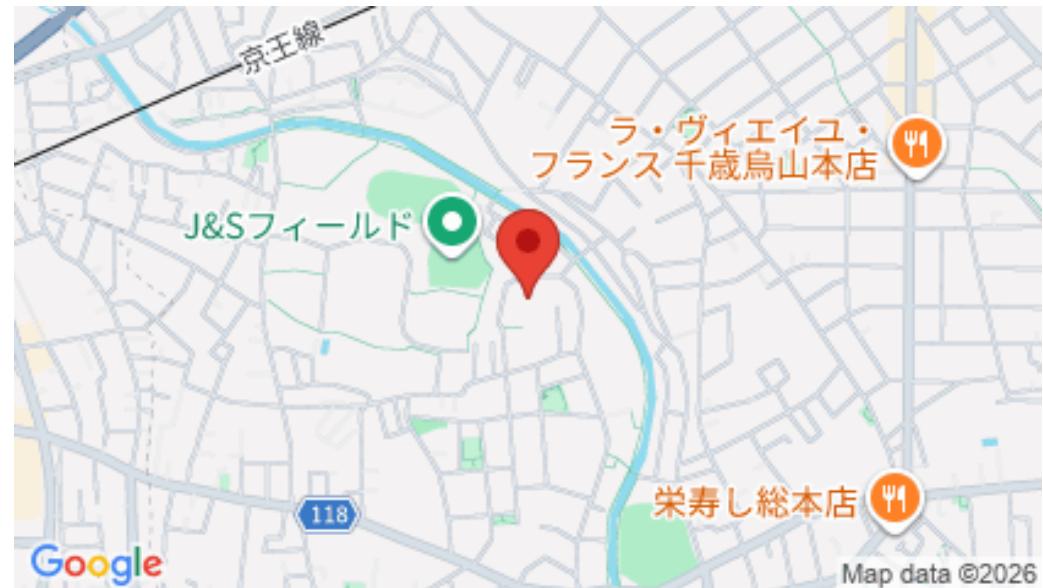 京王線
ラ・ヴィエイユ・
フランス 千歳烏山本店
J&Sフィールド
栄寿し総本店
118
Google
Map data ©2026